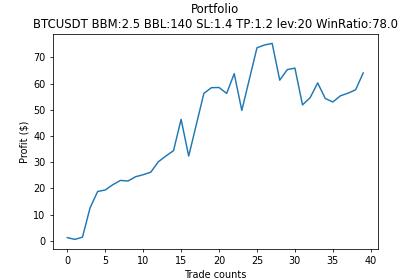 Portfolio
BTCUSDT BBM:2.5 BBL:140 SL:1.4 TP:1.2 lev:20 WinRatio:78.0
70
60
50
40
30
20
10
0
Profit ($)
0 5 10 15 20 25 30 35 40
Trade counts